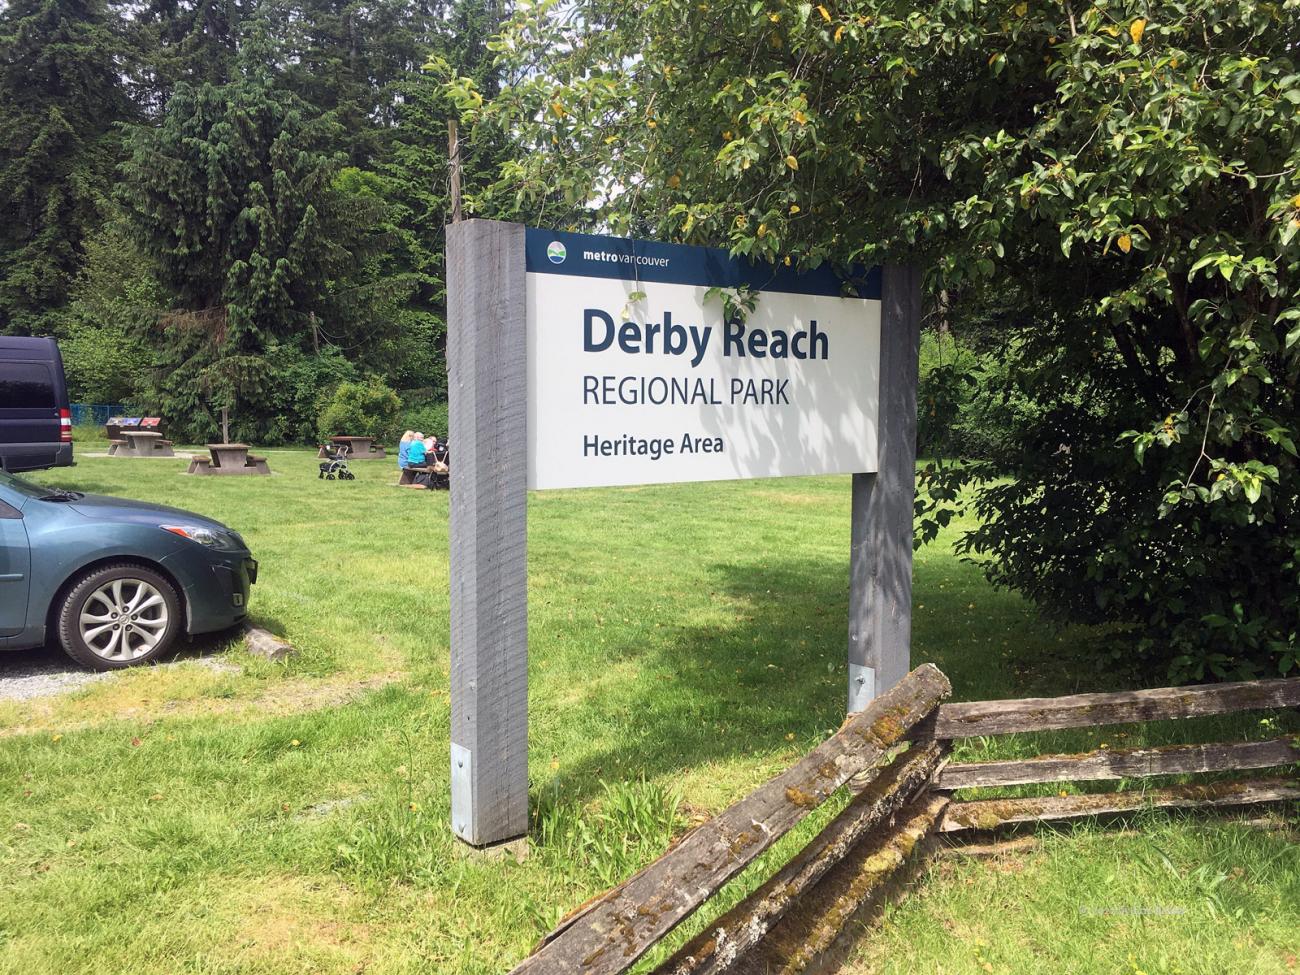 metrovancouver
Derby Reach
REGIONAL PARK
Heritage Area